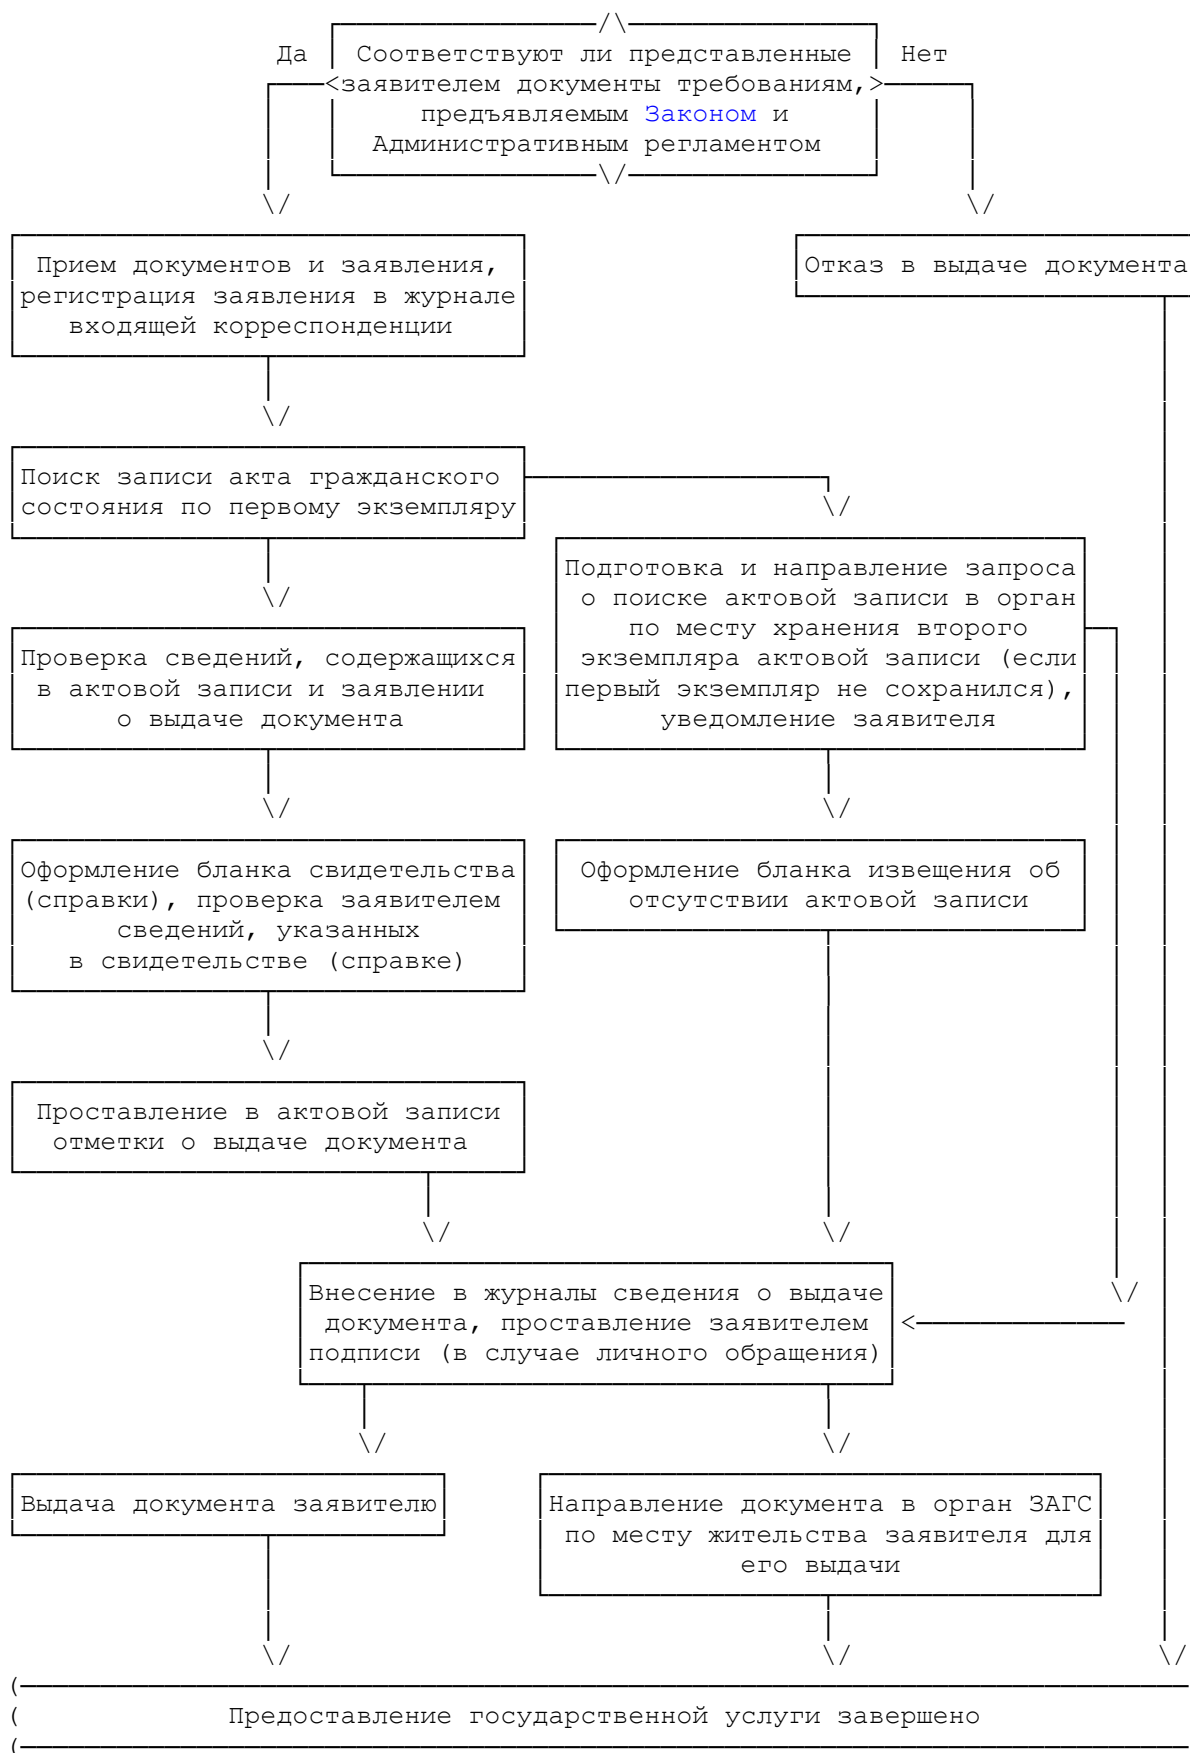 Да
Соответствуют ли представленные
Нет
заявителем документы требованиям,
предъявляемым Законом и
Административным регламентом
Прием документов и заявления,
регистрация заявления в журнале
входящей корреспонденции
Отказ в выдаче документа
Поиск записи акта гражданского
состояния по первому экземпляру
Подготовка и направление запроса
о поиске актовой записи в орган
по месту хранения второго
экземпляра актовой записи (если
первый экземпляр не сохранился),
уведомление заявителя
Проверка сведений, содержащихся
в актовой записи и заявлении
о выдаче документа
Оформление бланка свидетельства
(справки), проверка заявителем
сведений, указанных
в свидетельстве (справке)
Оформление бланка извещения об
отсутствии актовой записи
Проставление в актовой записи
отметки о выдаче документа
Внесение в журналы сведения о выдаче
документа, проставление заявителем
подписи (в случае личного обращения)
Выдача документа заявителю
Направление документа в орган ЗАГС
по месту жительства заявителя для
его выдачи
Предоставление государственной услуги завершено